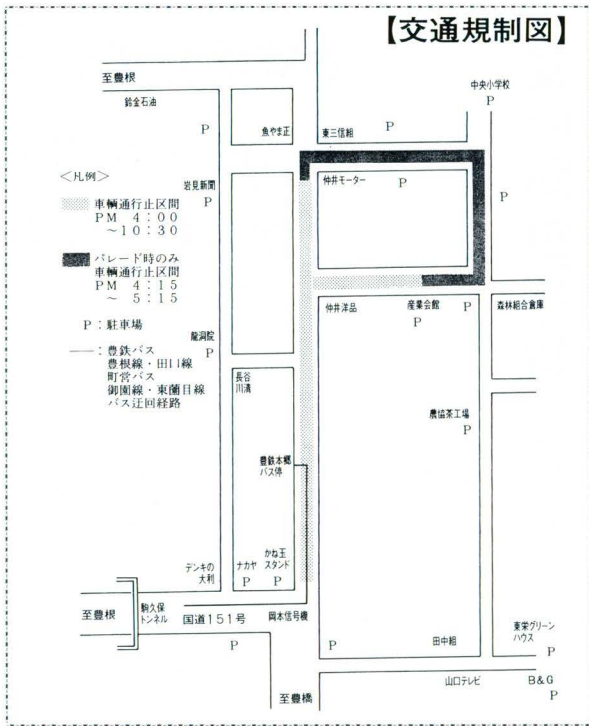 【交通規制図】
至豊根
中央小学校
P
鈴金石油
P
魚やま正
東三信組
P
<凡例>
車輌通行止区間
PM 4:00
~10:30
パレード時のみ
車輌通行止区間
PM 4:15
~ 5:15
P:駐車場
――:豊鉄バス
豊根線・田口線
町営バス
御園線・東薗目線
バス迂回経路
岩見新聞
P
仲井モーター
P
P
仲井洋品
産業会館
P
P
森林組合倉庫
龍洞院
P
長谷
川清
農協茶工場
P
豊鉄本郷
バス停
デンキの
大利
ナカヤ
P
かね玉
スタンド
P
至豊根
駒久保
トンネル
国道151号
岡本信号機
P
P
田中組
東栄グリーン
ハウス
P
山口テレビ
B&G
P
至豊橋